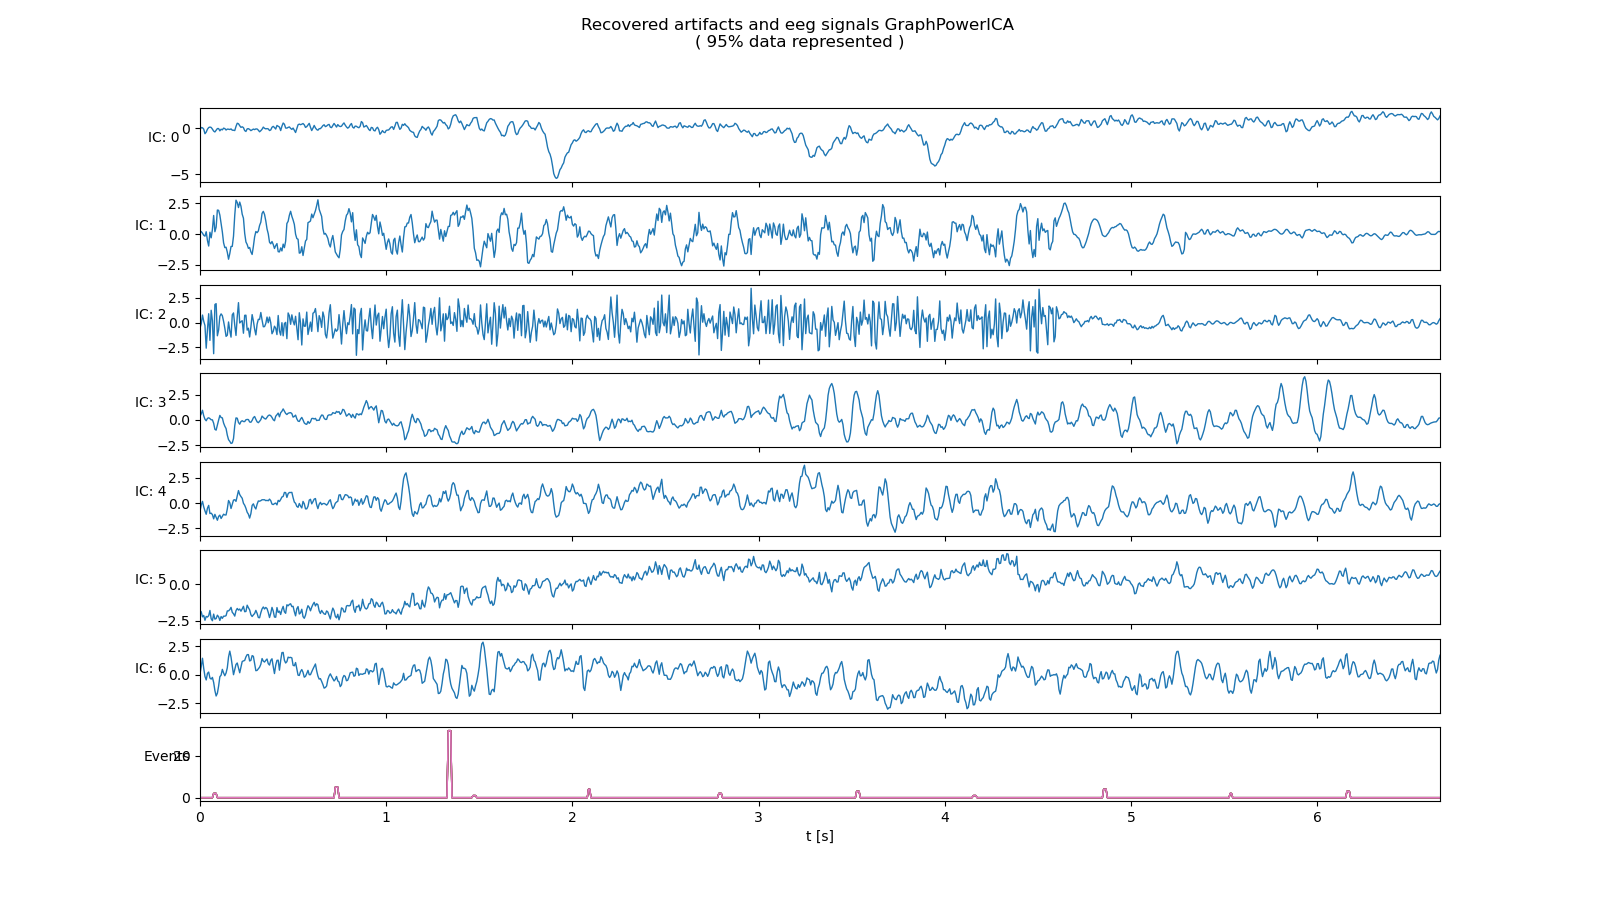 Recovered artifacts and eeg signals GraphPowerICA
( 95% data represented )
IC: 0
0
−5
IC: 1
2.5
0.0
−2.5
IC: 2
2.5
0.0
−2.5
IC: 3
2.5
0.0
−2.5
IC: 4
2.5
0.0
−2.5
IC: 5
0.0
−2.5
IC: 6
2.5
0.0
−2.5
Events
20
0
0 1 2 3 4 5 6
t [s]